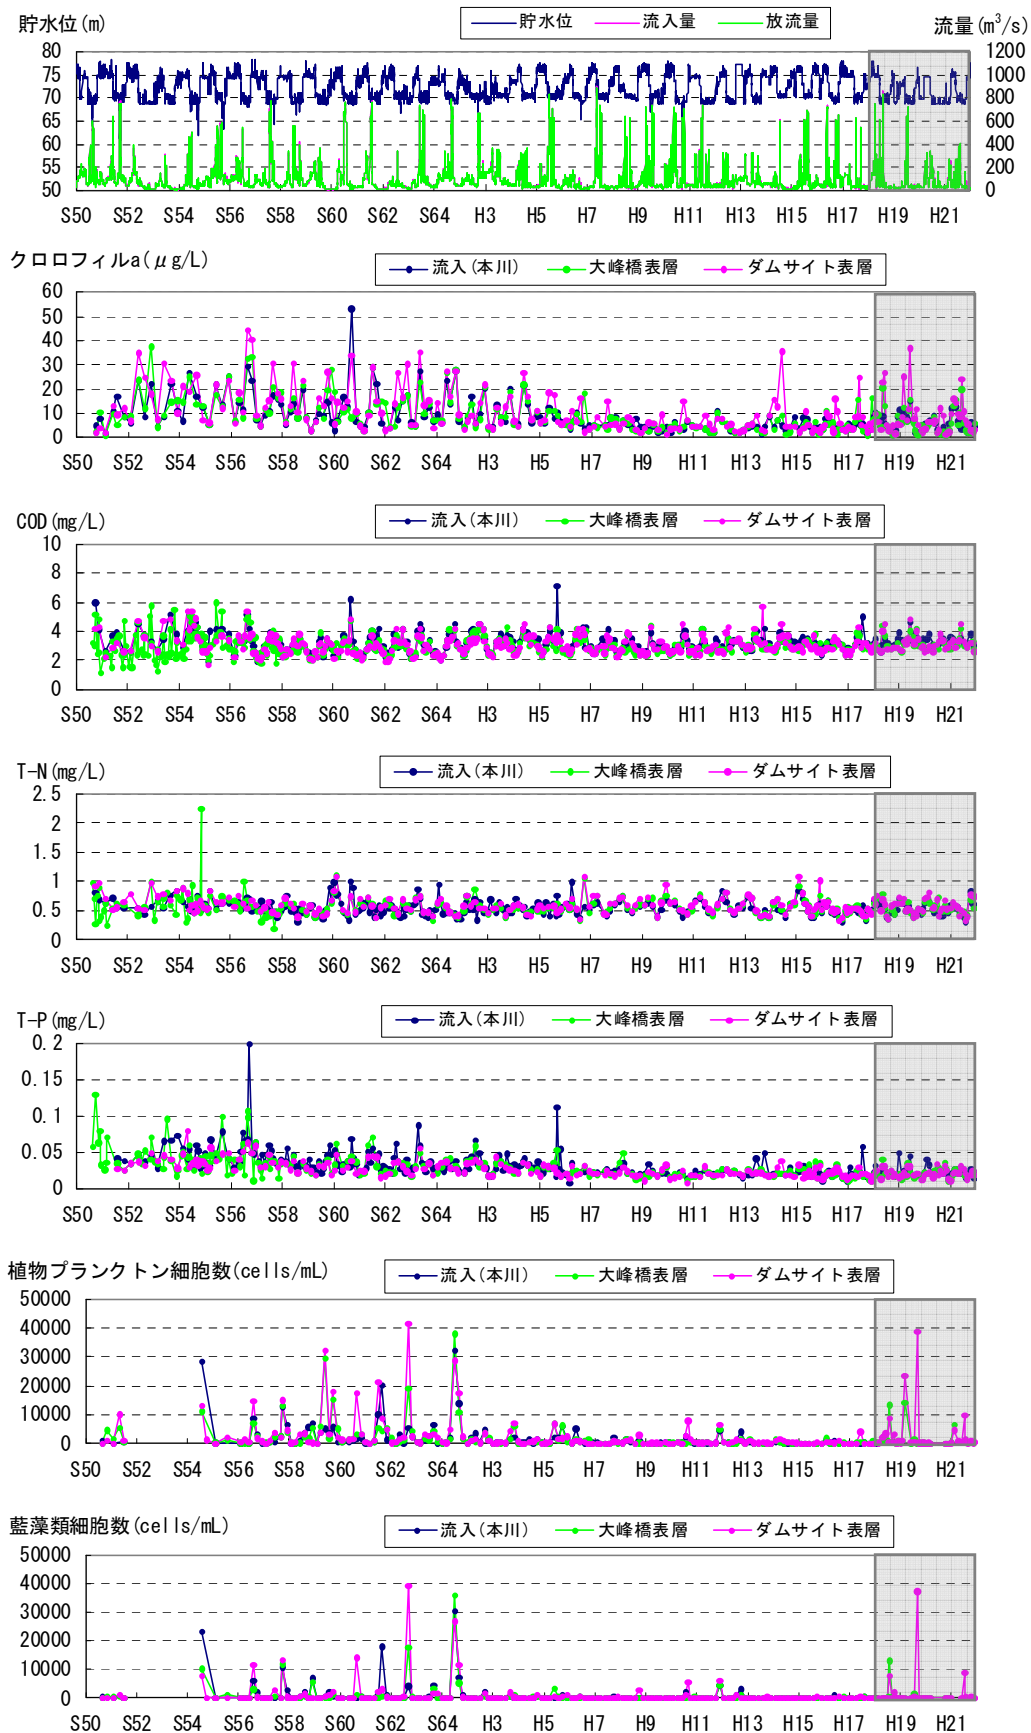 貯水位(m)
貯水位 流入量 放流量
流量(m³/s)
80 75 70 65 60 55 50
1200 1000 800 600 400 200 0
S50 S52 S54 S56 S58 S60 S62 S64 H3 H5 H7 H9 H11 H13 H15 H17 H19 H21
クロロフィルa(μg/L)
流入(本川) 大峰橋表層 ダムサイト表層
60 50 40 30 20 10 0
S50 S52 S54 S56 S58 S60 S62 S64 H3 H5 H7 H9 H11 H13 H15 H17 H19 H21
COD(mg/L)
流入(本川) 大峰橋表層 ダムサイト表層
10 8 6 4 2 0
S50 S52 S54 S56 S58 S60 S62 S64 H3 H5 H7 H9 H11 H13 H15 H17 H19 H21
T-N(mg/L)
流入(本川) 大峰橋表層 ダムサイト表層
2.5 2 1.5 1 0.5 0
S50 S52 S54 S56 S58 S60 S62 S64 H3 H5 H7 H9 H11 H13 H15 H17 H19 H21
T-P(mg/L)
流入(本川) 大峰橋表層 ダムサイト表層
0.2 0.15 0.1 0.05 0
S50 S52 S54 S56 S58 S60 S62 S64 H3 H5 H7 H9 H11 H13 H15 H17 H19 H21
植物プランクトン細胞数(cells/mL)
流入(本川) 大峰橋表層 ダムサイト表層
50000 40000 30000 20000 10000 0
S50 S52 S54 S56 S58 S60 S62 S64 H3 H5 H7 H9 H11 H13 H15 H17 H19 H21
藍藻類細胞数(cells/mL)
流入(本川) 大峰橋表層 ダムサイト表層
50000 40000 30000 20000 10000 0
S50 S52 S54 S56 S58 S60 S62 S64 H3 H5 H7 H9 H11 H13 H15 H17 H19 H21